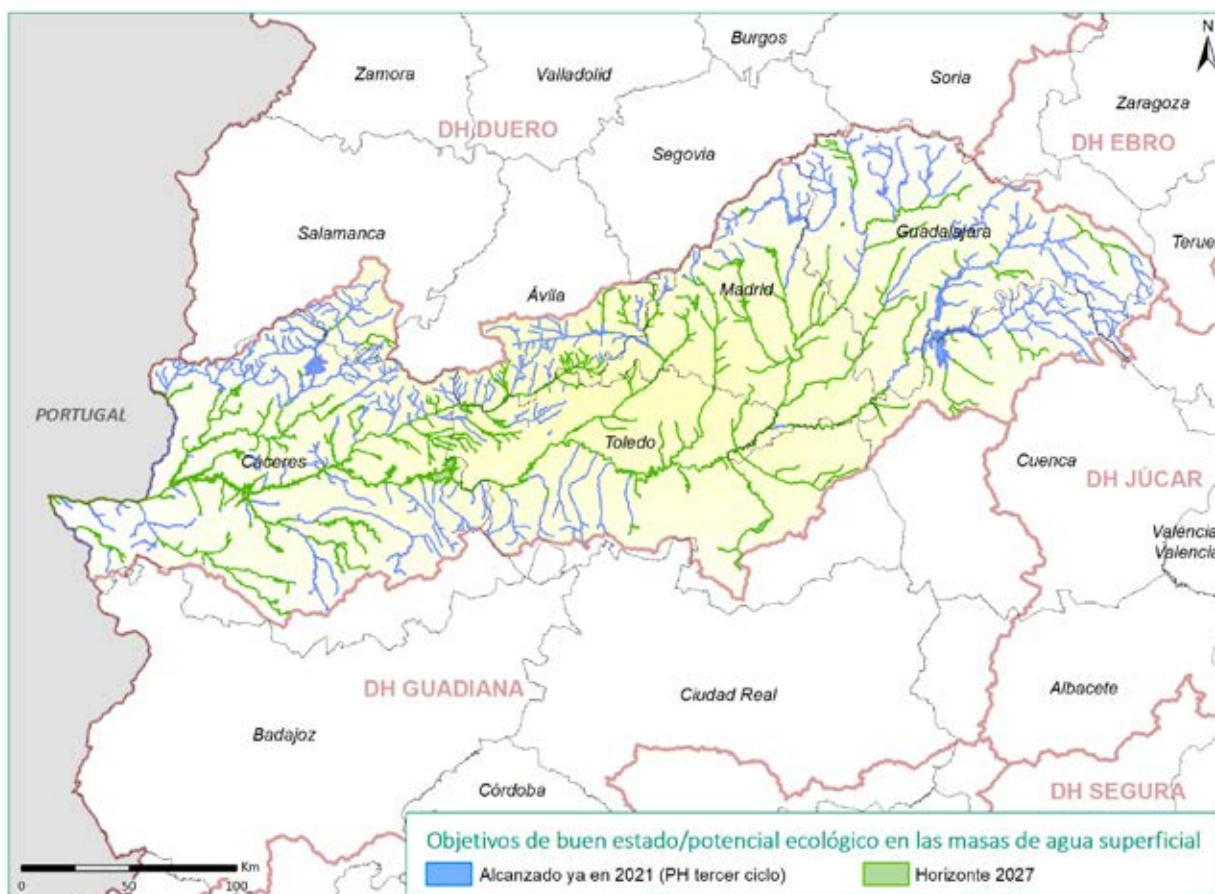 N
Burgos
Zamora
Valladolid
Soria
Zaragoza
DH DUERO
DH EBRO
Segovia
Salamanca
Guadalajara
Teruel
Ávila
Madrid
PORTUGAL
Toledo
Cáceres
Cuenca
DH JÚCAR
Valencia
Valencia
DH GUADIANA
Ciudad Real
Albacete
Badajoz
Córdoba
DH SEGURA
Objetivos de buen estado/potencial ecológico en las masas de agua superficial
Alcanzado ya en 2021 (PH tercer ciclo)
Horizonte 2027
Km
0 50 100